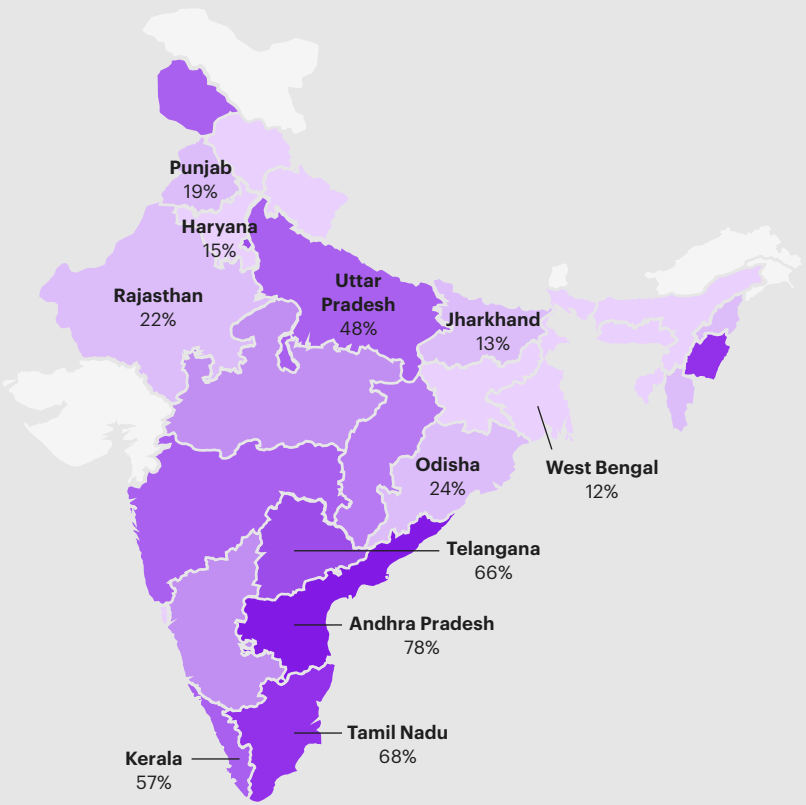 Punjab
19%
Haryana
15%
Rajasthan
22%
Uttar
Pradesh
48%
Jharkhand
13%
Odisha
24%
West Bengal
12%
Telangana
66%
Andhra Pradesh
78%
Tamil Nadu
68%
Kerala
57%